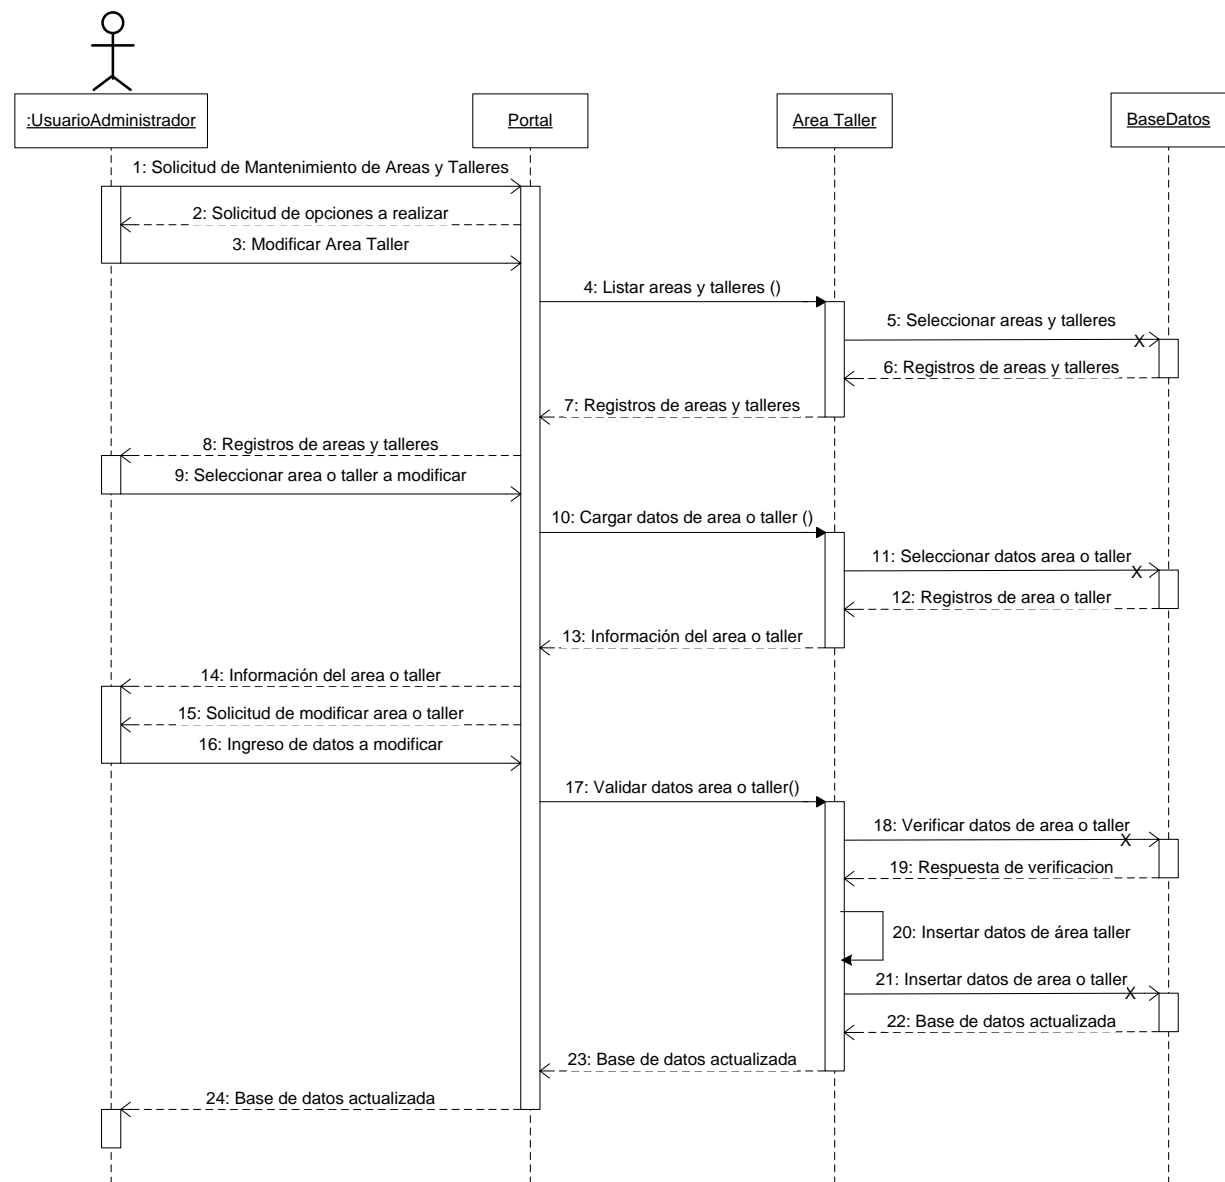 :UsuarioAdministrador
Portal
Area Taller
BaseDatos
1: Solicitud de Mantenimiento de Areas y Talleres
2: Solicitud de opciones a realizar
3: Modificar Area Taller
4: Listar areas y talleres ()
5: Seleccionar areas y talleres
X
6: Registros de areas y talleres
7: Registros de areas y talleres
8: Registros de areas y talleres
9: Seleccionar area o taller a modificar
10: Cargar datos de area o taller ()
11: Seleccionar datos area o taller
X
12: Registros de area o taller
13: Información del area o taller
14: Información del area o taller
15: Solicitud de modificar area o taller
16: Ingreso de datos a modificar
17: Validar datos area o taller()
18: Verificar datos de area o taller
X
19: Respuesta de verificacion
20: Insertar datos de área taller
21: Insertar datos de area o taller
X
22: Base de datos actualizada
23: Base de datos actualizada
24: Base de datos actualizada